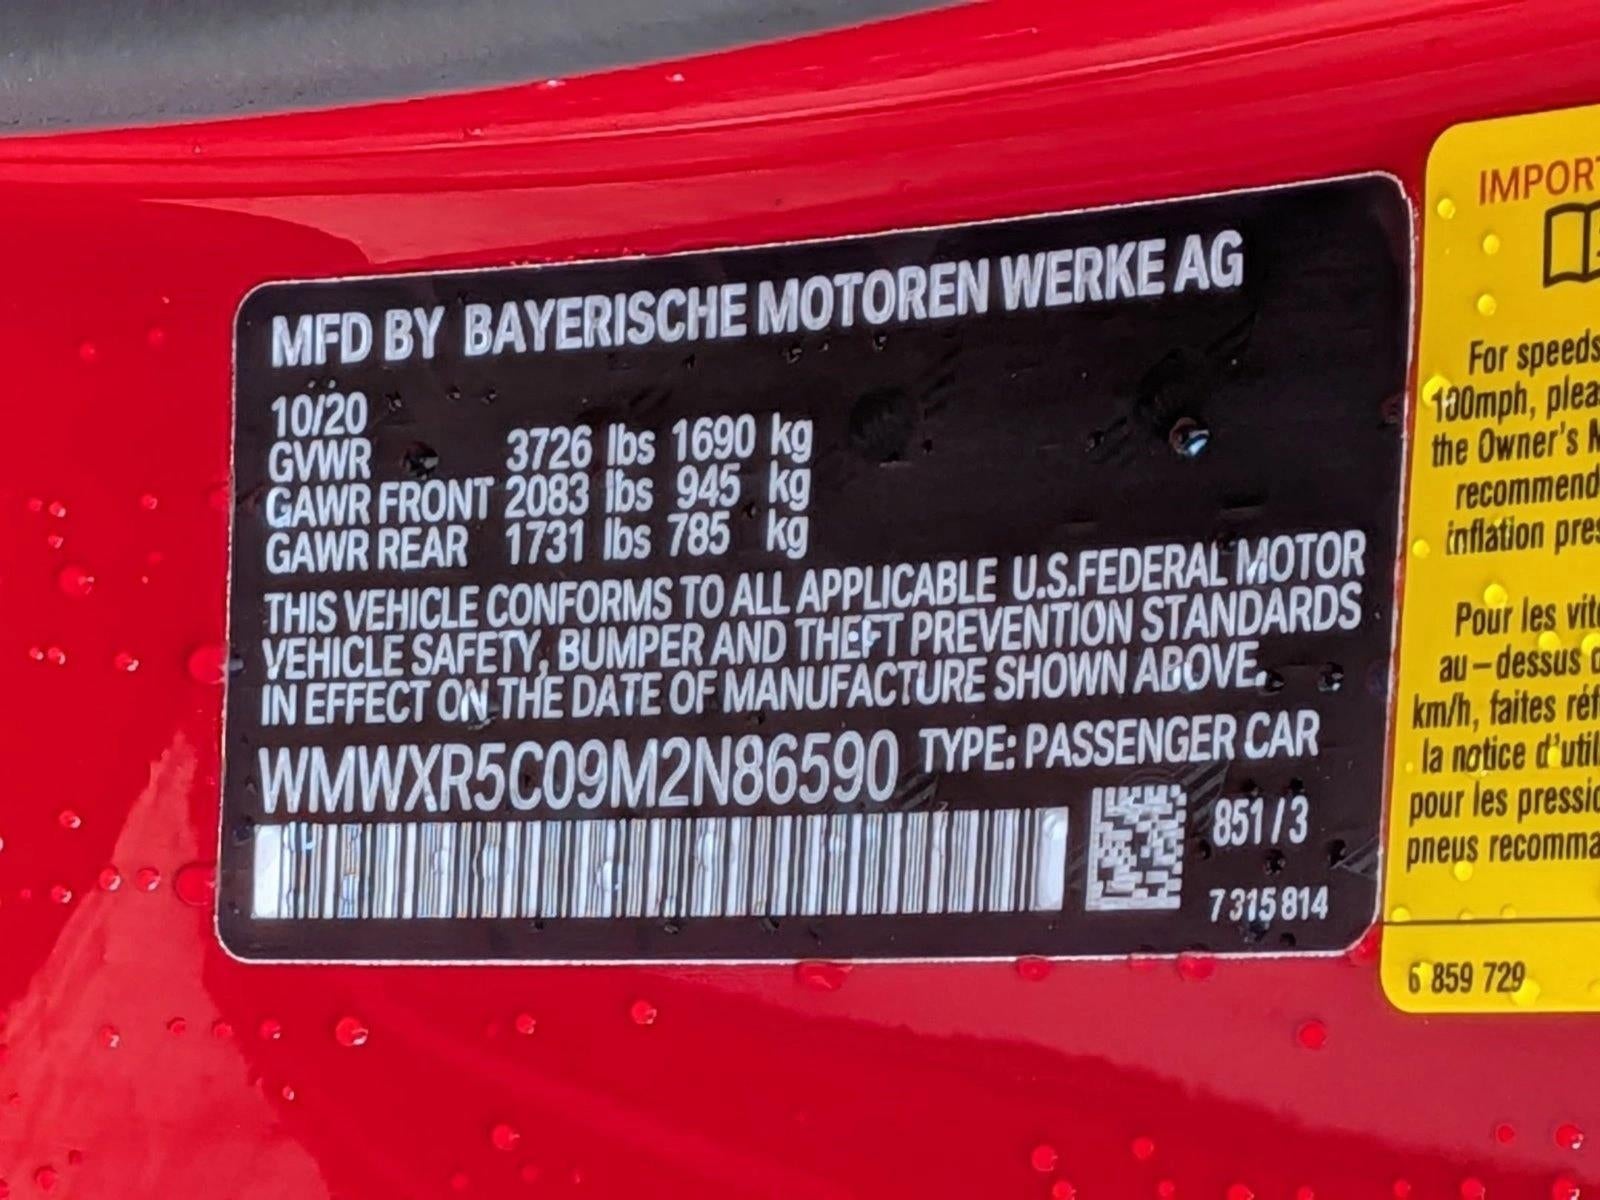 MFD BY BAYERISCHE MOTOREN WERKE AG
10/20
GVWR 3726 lbs 1690 kg
GAWR FRONT 2083 lbs 945 kg
GAWR REAR 1731 lbs 785 kg
THIS VEHICLE CONFORMS TO ALL APPLICABLE U.S.FEDERAL MOTOR
VEHICLE SAFETY, BUMPER AND THEFT PREVENTION STANDARDS
IN EFFECT ON THE DATE OF MANUFACTURE SHOWN ABOVE.
WMWXR5C09M2N86590 TYPE: PASSENGER CAR
851/3
7 315 814
IMPORT
For speeds
100mph, plea
the Owner's M
recommend
inflation pres
Pour les vite
au-dessus d
km/h, faites réf
la notice d'util
pour les pressio
pneus recomma
6 859 729